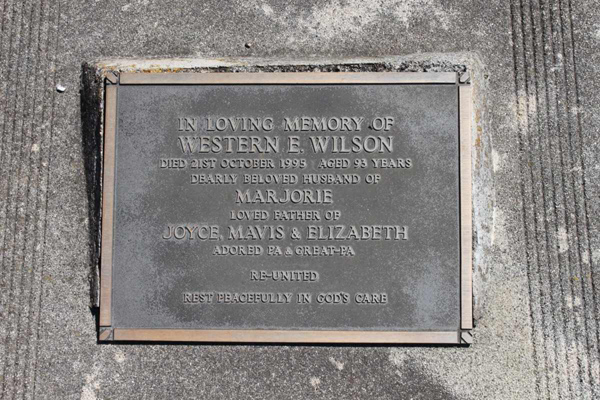 IN LOVING MEMORY OF
WESTERN E. WILSON
DIED 21ST OCTOBER 1995 AGED 93 YEARS
DEARLY BELOVED HUSBAND OF
MARJORIE
LOVED FATHER OF
JOYCE, MAVIS & ELIZABETH
ADORED PA & GREAT-PA
RE-UNITED
REST PEACEFULLY IN GOD'S CARE